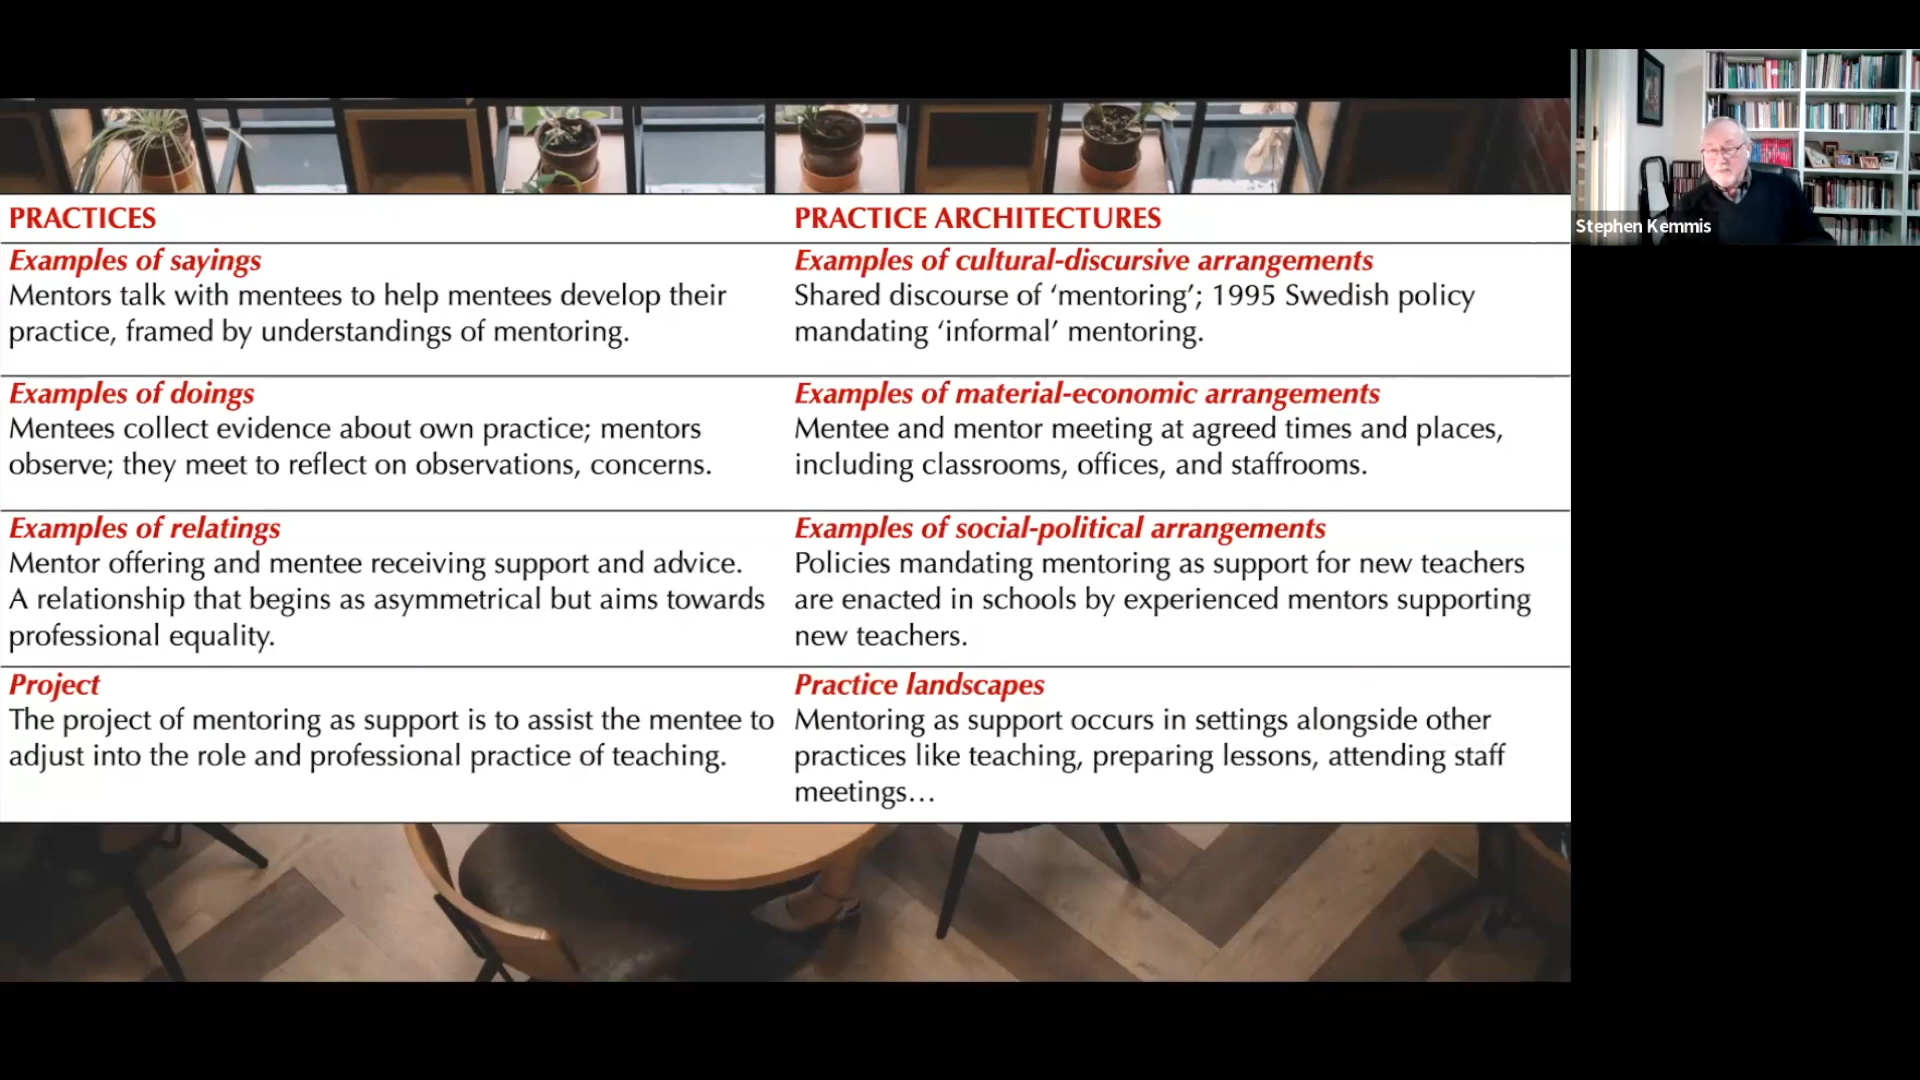 PRACTICES
PRACTICE ARCHITECTURES
Examples of sayings
Mentors talk with mentees to help mentees develop their
practice, framed by understandings of mentoring.
Examples of cultural-discursive arrangements
Shared discourse of ‘mentoring’; 1995 Swedish policy
mandating ‘informal’ mentoring.
Examples of doings
Mentees collect evidence about own practice; mentors
observe; they meet to reflect on observations, concerns.
Examples of material-economic arrangements
Mentee and mentor meeting at agreed times and places,
including classrooms, offices, and staffrooms.
Examples of relatings
Mentor offering and mentee receiving support and advice.
A relationship that begins as asymmetrical but aims towards
professional equality.
Examples of social-political arrangements
Policies mandating mentoring as support for new teachers
are enacted in schools by experienced mentors supporting
new teachers.
Project
The project of mentoring as support is to assist the mentee to
adjust into the role and professional practice of teaching.
Practice landscapes
Mentoring as support occurs in settings alongside other
practices like teaching, preparing lessons, attending staff
meetings…
Stephen Kemmis